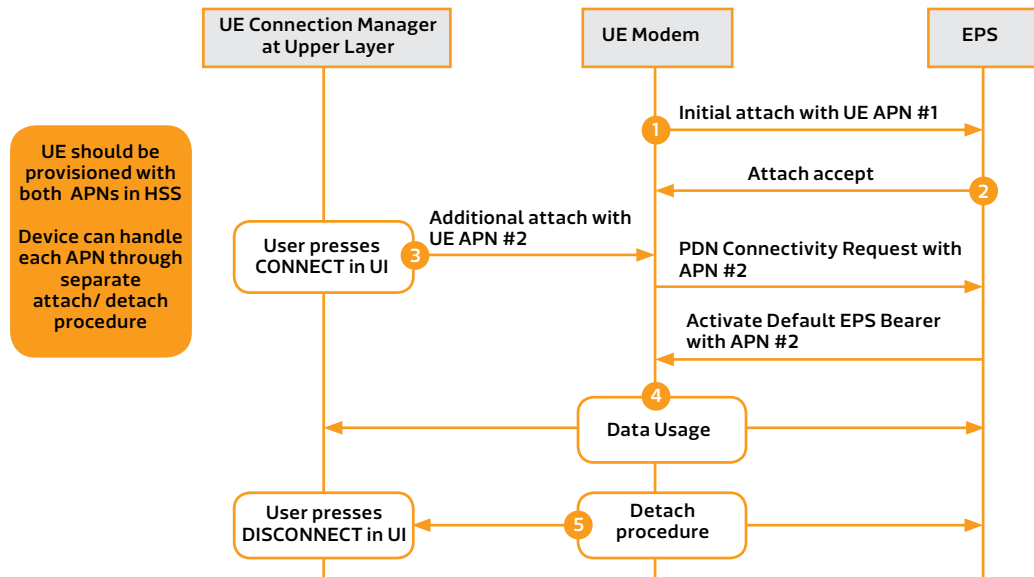 UE Connection Manager
at Upper Layer
UE Modem
EPS
1
Initial attach with UE APN #1
UE should be
provisioned with
both APNs in HSS
Device can handle
each APN through
separate
attach/ detach
procedure
Attach accept
2
User presses
CONNECT in UI
3
Additional attach with
UE APN #2
PDN Connectivity Request with
APN #2
Activate Default EPS Bearer
with APN #2
4
Data Usage
User presses
DISCONNECT in UI
5
Detach
procedure